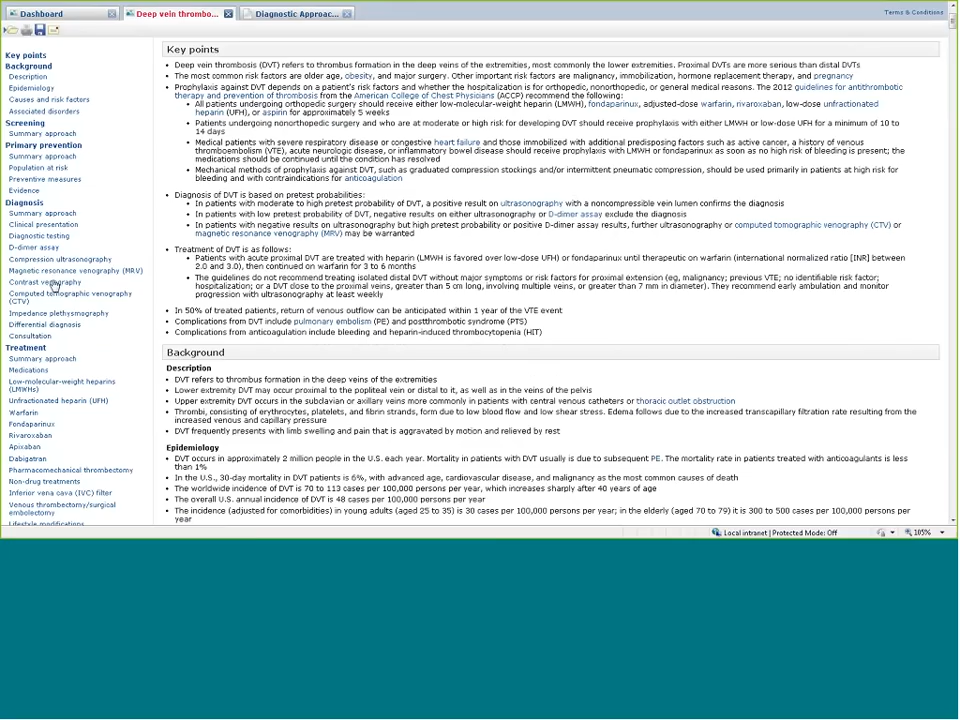 Dashboard
Deep vein thrombo...
Diagnostic Approac...
Terms & Conditions
Key points
Background
Description
Epidemiology
Causes and risk factors
Associated disorders
Screening
Summary approach
Primary prevention
Summary approach
Population at risk
Preventive measures
Evidence
Diagnosis
Summary approach
Clinical presentation
Diagnostic testing
D-dimer assay
Compression ultrasonography
Magnetic resonance venography (MRV)
Contrast venography
Computed tomographic venography
(CTV)
Impedance plethysmography
Differential diagnosis
Consultation
Treatment
Summary approach
Medications
Low-molecular-weight heparins
(LMWHs)
Unfractionated heparin (UFH)
Warfarin
Fondaparinux
Rivaroxaban
Apixaban
Dabigatran
Pharmacomechanical thrombectomy
Non-drug treatments
Inferior vena cava (IVC) filter
Venous thrombectomy/surgical
embolectomy
Lifestyle modifications
Key points
• Deep vein thrombosis (DVT) refers to thrombus formation in the deep veins of the extremities, most commonly the lower extremities. Proximal DVTs are more serious than distal DVTs
• The most common risk factors are older age, obesity, and major surgery. Other important risk factors are malignancy, immobilization, hormone replacement therapy, and pregnancy
• Prophylaxis against DVT depends on a patient's risk factors and whether the hospitalization is for orthopedic, nonorthopedic, or general medical reasons. The 2012 guidelines for antithrombotic
therapy and prevention of thrombosis from the American College of Chest Physicians (ACCP) recommend the following:
• All patients undergoing orthopedic surgery should receive either low-molecular-weight heparin (LMWH), fondaparinux, adjusted-dose warfarin, rivaroxaban, low-dose unfractionated
heparin (UFH), or aspirin for approximately 5 weeks
• Patients undergoing nonorthopedic surgery and who are at moderate or high risk for developing DVT should receive prophylaxis with either LMWH or low-dose UFH for a minimum of 10 to
14 days
• Medical patients with severe respiratory disease or congestive heart failure and those immobilized with additional predisposing factors such as active cancer, a history of venous
thromboembolism (VTE), acute neurologic disease, or inflammatory bowel disease should receive prophylaxis with LMWH or fondaparinux as soon as no high risk of bleeding is present; the
medications should be continued until the condition has resolved
• Mechanical methods of prophylaxis against DVT, such as graduated compression stockings and/or intermittent pneumatic compression, should be used primarily in patients at high risk for
bleeding and with contraindications for anticoagulation
• Diagnosis of DVT is based on pretest probabilities:
• In patients with moderate to high pretest probability of DVT, a positive result on ultrasonography with a noncompressible vein lumen confirms the diagnosis
• In patients with low pretest probability of DVT, negative results on either ultrasonography or D-dimer assay exclude the diagnosis
• In patients with negative results on ultrasonography but high pretest probability or positive D-dimer assay results, further ultrasonography or computed tomographic venography (CTV) or
magnetic resonance venography (MRV) may be warranted
• Treatment of DVT is as follows:
• Patients with acute proximal DVT are treated with heparin (LMWH is favored over low-dose UFH) or fondaparinux until therapeutic on warfarin (international normalized ratio [INR] between
2.0 and 3.0), then continued on warfarin for 3 to 6 months
• The guidelines do not recommend treating isolated distal DVT without major symptoms or risk factors for proximal extension (eg, malignancy; previous VTE; no identifiable risk factor;
hospitalization; or a DVT close to the proximal veins, greater than 5 cm long, involving multiple veins, or greater than 7 mm in diameter). They recommend early ambulation and monitor
progression with ultrasonography at least weekly
• In 50% of treated patients, return of venous outflow can be anticipated within 1 year of the VTE event
• Complications from DVT include pulmonary embolism (PE) and postthrombotic syndrome (PTS)
• Complications from anticoagulation include bleeding and heparin-induced thrombocytopenia (HIT)
Background
Description
• DVT refers to thrombus formation in the deep veins of the extremities
• Lower extremity DVT may occur proximal to the popliteal vein or distal to it, as well as in the veins of the pelvis
• Upper extremity DVT occurs in the subclavian or axillary veins more commonly in patients with central venous catheters or thoracic outlet obstruction
• Thrombi, consisting of erythrocytes, platelets, and fibrin strands, form due to low blood flow and low shear stress. Edema follows due to the increased transcapillary filtration rate resulting from the
increased venous and capillary pressure
• DVT frequently presents with limb swelling and pain that is aggravated by motion and relieved by rest
Epidemiology
• DVT occurs in approximately 2 million people in the U.S. each year. Mortality in patients with DVT usually is due to subsequent PE. The mortality rate in patients treated with anticoagulants is less
than 1%
• In the U.S., 30-day mortality in DVT patients is 6%, with advanced age, cardiovascular disease, and malignancy as the most common causes of death
• The worldwide incidence of DVT is 70 to 113 cases per 100,000 persons per year, which increases sharply after 40 years of age
• The overall U.S. annual incidence of DVT is 48 cases per 100,000 persons per year
• The incidence (adjusted for comorbidities) in young adults (aged 25 to 35) is 30 cases per 100,000 persons per year; in the elderly (aged 70 to 79) it is 300 to 500 cases per 100,000 persons per
year
Local intranet | Protected Mode: Off
105%